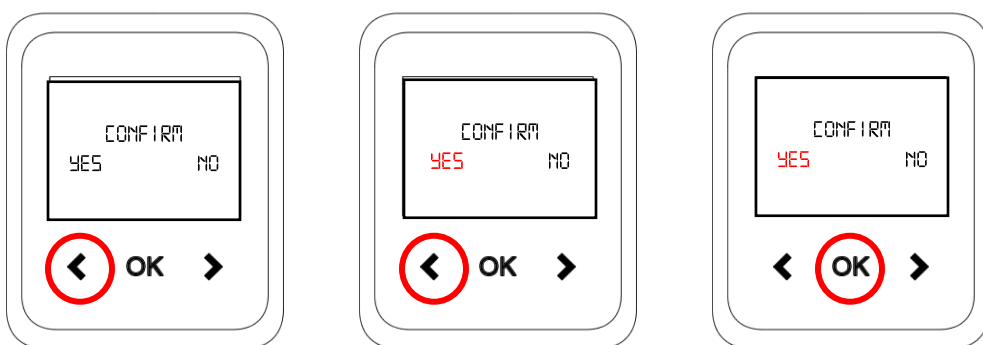 CONFIRM
YES NO
< OK >
CONFIRM
YES NO
< OK >
CONFIRM
YES NO
< OK >